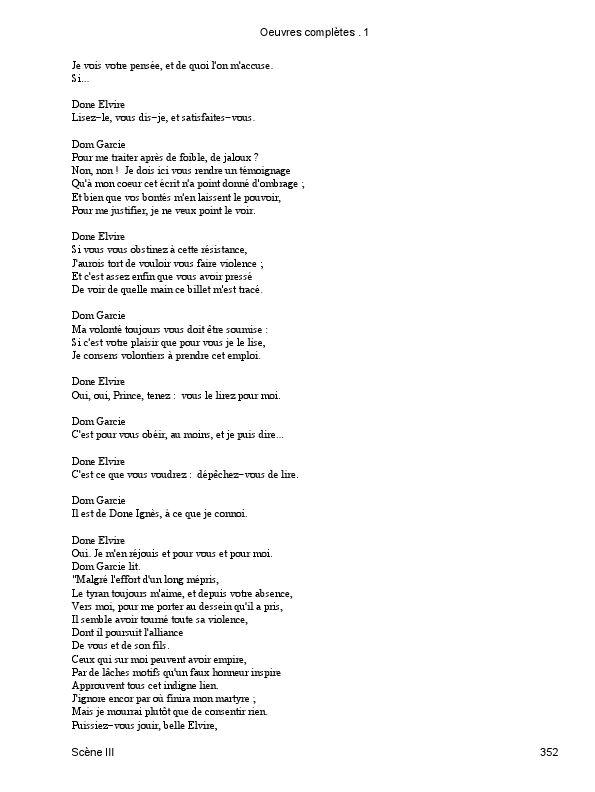 Oeuvres complètes . 1
Je vois votre pensée, et de quoi l'on m'accuse.
Si...
Done Elvire
Lisez−le, vous dis−je, et satisfaites−vous.
Dom Garcie
Pour me traiter après de foible, de jaloux ?
Non, non !  Je dois ici vous rendre un témoignage
Qu'à mon coeur cet écrit n'a point donné d'ombrage ;
Et bien que vos bontés m'en laissent le pouvoir,
Pour me justifier, je ne veux point le voir.
Done Elvire
Si vous vous obstinez à cette résistance,
J'aurois tort de vouloir vous faire violence ;
Et c'est assez enfin que vous avoir pressé
De voir de quelle main ce billet m'est tracé.
Dom Garcie
Ma volonté toujours vous doit être soumise :
Si c'est votre plaisir que pour vous je le lise,
Je consens volontiers à prendre cet emploi.
Done Elvire
Oui, oui, Prince, tenez :  vous le lirez pour moi.
Dom Garcie
C'est pour vous obéir, au moins, et je puis dire...
Done Elvire
C'est ce que vous voudrez :  dépêchez−vous de lire.
Dom Garcie
Il est de Done Ignès, à ce que je connoi.
Done Elvire
Oui. Je m'en réjouis et pour vous et pour moi.
Dom Garcie lit.
"Malgré l'effort d'un long mépris,
Le tyran toujours m'aime, et depuis votre absence,
Vers moi, pour me porter au dessein qu'il a pris,
Il semble avoir tourné toute sa violence,
Dont il poursuit l'alliance
De vous et de son fils.
Ceux qui sur moi peuvent avoir empire,
Par de lâches motifs qu'un faux honneur inspire
Approuvent tous cet indigne lien.
J'ignore encor par où finira mon martyre ;
Mais je mourrai plutôt que de consentir rien.
Puissiez−vous jouir, belle Elvire,
Scène III
352